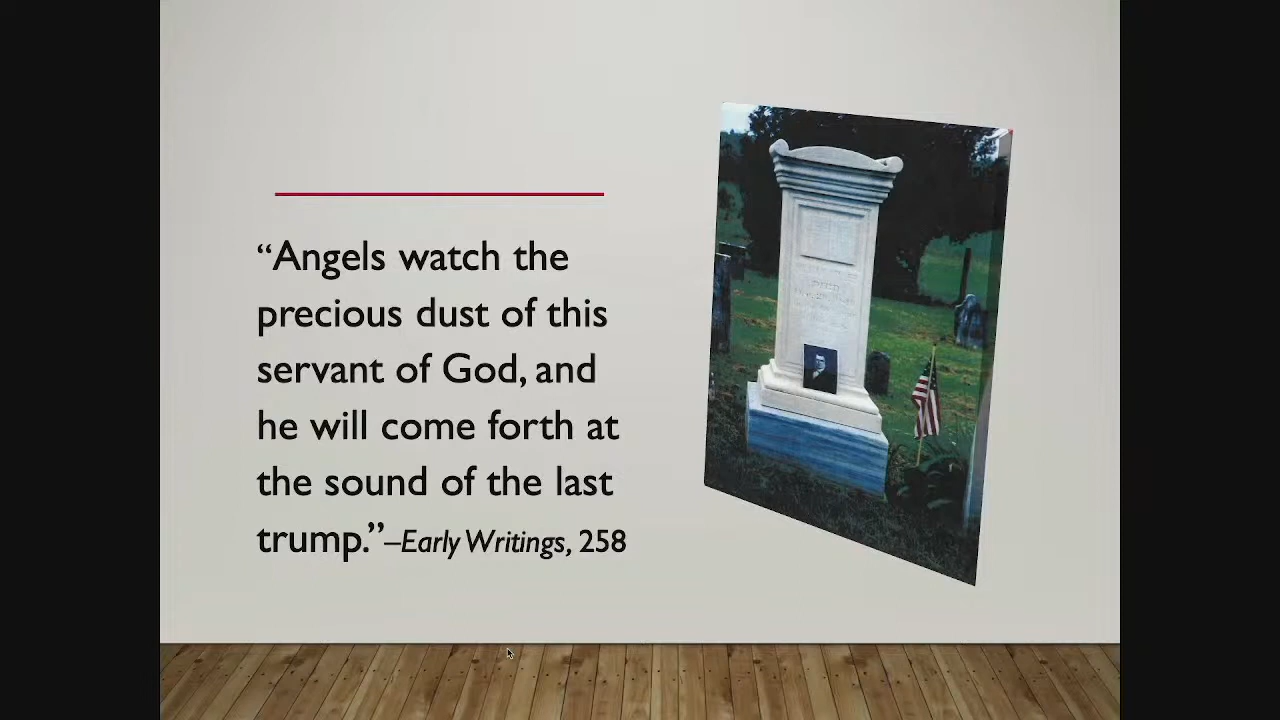 “Angels watch the
precious dust of this
servant of God, and
he will come forth at
the sound of the last
trump.”–Early Writings, 258